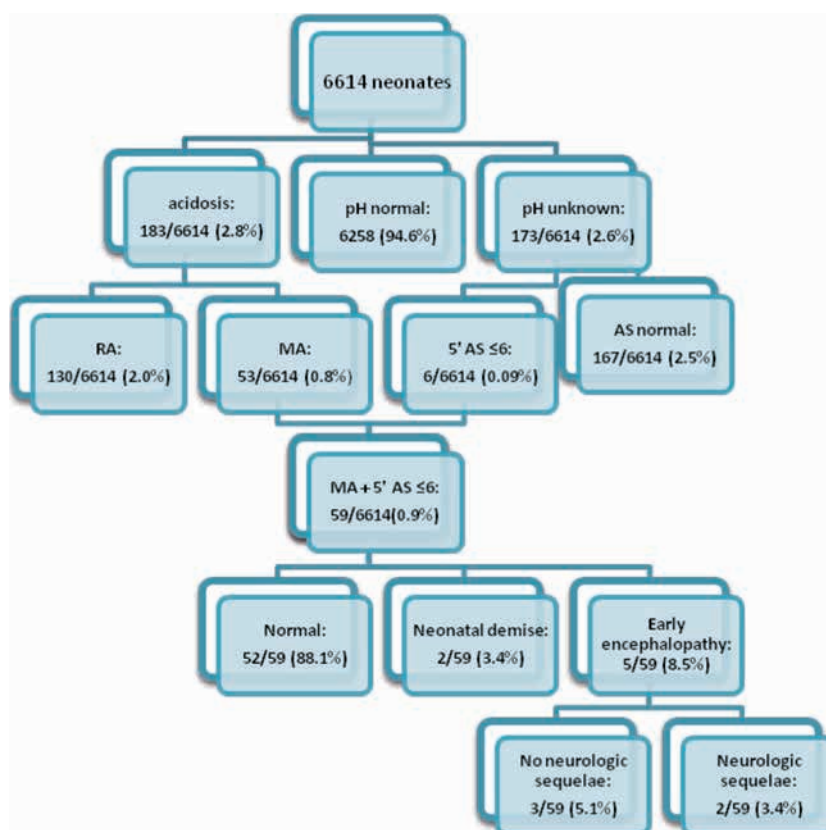 6614 neonates
acidosis:
183/6614 (2.8%)
pH normal:
6258 (94.6%)
pH unknown:
173/6614 (2.6%)
RA:
130/6614 (2.0%)
MA:
53/6614 (0.8%)
5' AS ≤6:
6/6614 (0.09%)
AS normal:
167/6614 (2.5%)
MA + 5' AS ≤6:
59/6614(0.9%)
Normal:
52/59 (88.1%)
Neonatal demise:
2/59 (3.4%)
Early
encephalopathy:
5/59 (8.5%)
No neurologic
sequelae:
3/59 (5.1%)
Neurologic
sequelae:
2/59 (3.4%)